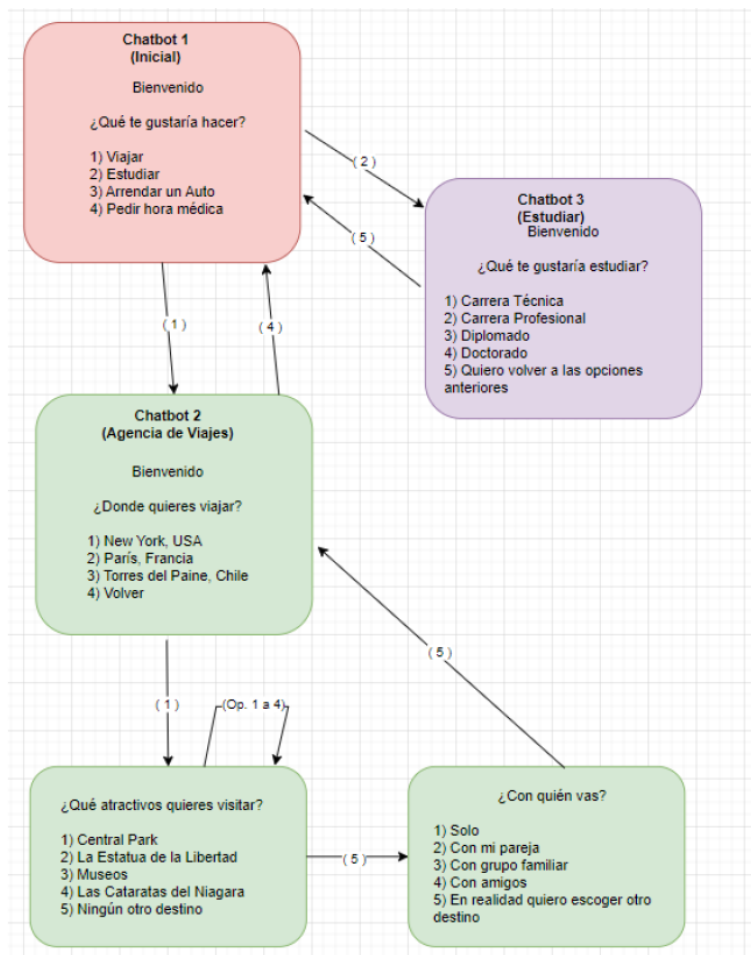 Chatbot 1
(Inicial)
Bienvenido
¿Qué te gustaría hacer?
1) Viajar
2) Estudiar
3) Arrendar un Auto
4) Pedir hora médica
( 2 )
( 5 )
Chatbot 3
(Estudiar)
Bienvenido
¿Qué te gustaría estudiar?
1) Carrera Técnica
2) Carrera Profesional
3) Diplomado
4) Doctorado
5) Quiero volver a las opciones
anteriores
( 1 )
( 4 )
Chatbot 2
(Agencia de Viajes)
Bienvenido
¿Donde quieres viajar?
1) New York, USA
2) París, Francia
3) Torres del Paine, Chile
4) Volver
( 5 )
( 1 )
(Op. 1 a 4)
¿Qué atractivos quieres visitar?
1) Central Park
2) La Estatua de la Libertad
3) Museos
4) Las Cataratas del Niagara
5) Ningún otro destino
( 5 )
¿Con quién vas?
1) Solo
2) Con mi pareja
3) Con grupo familiar
4) Con amigos
5) En realidad quiero escoger otro
destino